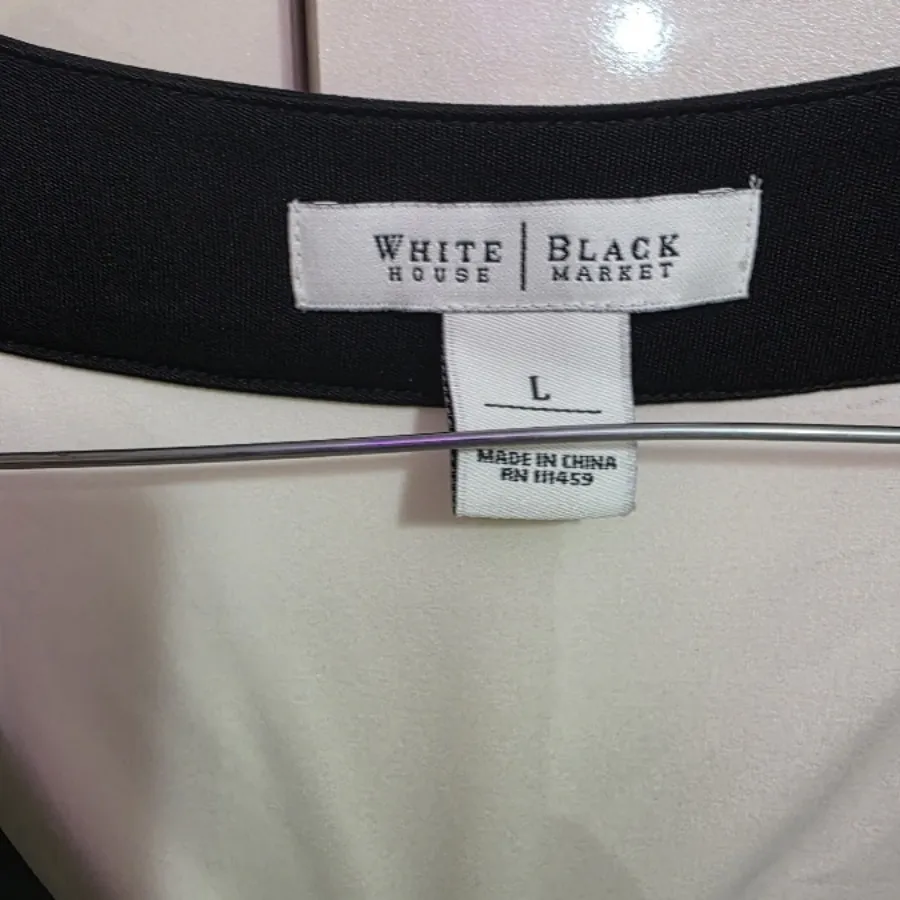 WHITE | BLACK
HOUSE | MARKET
L
MADE IN CHINA
RN 111459